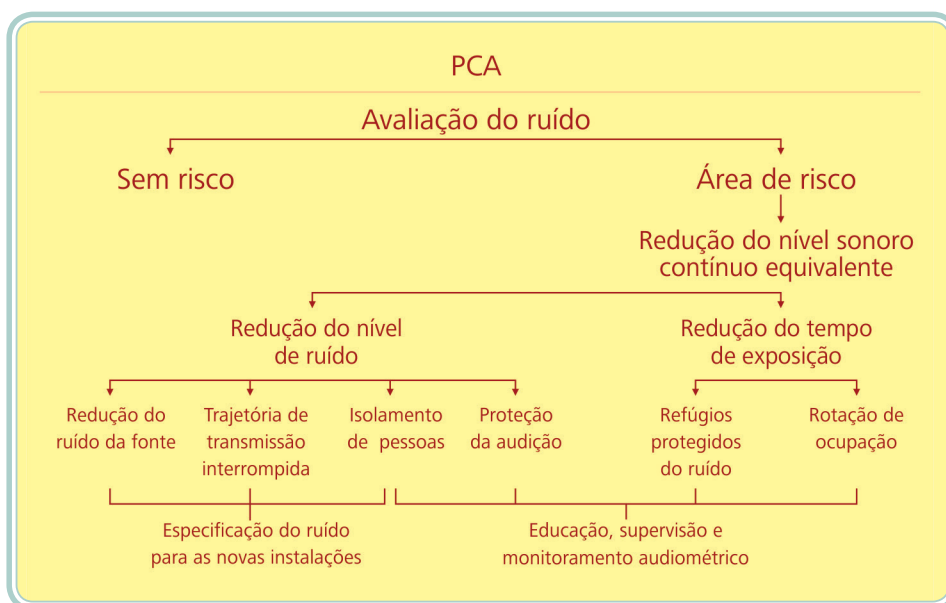 PCA
Avaliação do ruído
Sem risco
Área de risco
Redução do nível sonoro
contínuo equivalente
Redução do nível
de ruído
Redução do tempo
de exposição
Redução do
ruído da fonte
Trajetória de
transmissão
interrompida
Isolamento
de pessoas
Proteção
da audição
Refúgios
protegidos
do ruído
Rotação de
ocupação
Especificação do ruído
para as novas instalações
Educação, supervisão e
monitoramento audiométrico